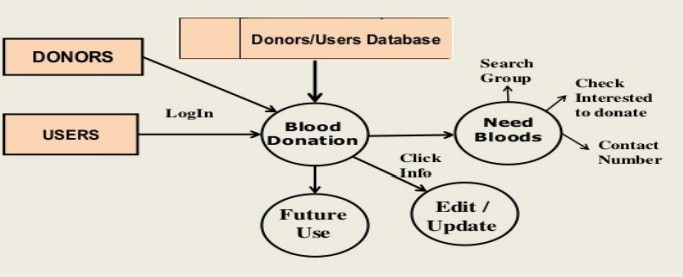 Donors/Users Database
DONORS
USERS
LogIn
Blood
Donation
Need
Bloods
Search
Group
Check
Interested
to donate
Contact
Number
Click
Info
Future
Use
Edit /
Update